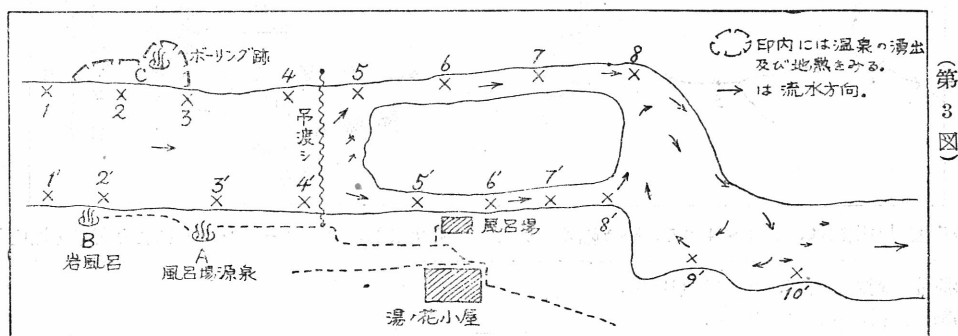 ボーリング跡
印内には温泉の湧出
及び地熱をみる。
は流水方向。
(第3図)
C
1
2
3
4
5
6
7
8
吊渡シ
1'
2'
3'
4'
5'
6'
7'
8'
9'
10'
B
岩風呂
A
風呂場源泉
風呂場
湯ノ花小屋